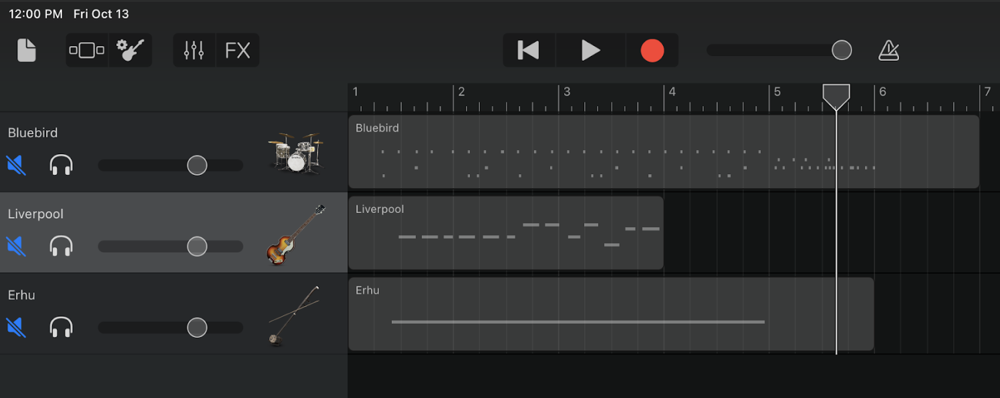 12:00 PM Fri Oct 13
FX
1 2 3 4 5 6 7
Bluebird
Bluebird
Liverpool
Liverpool
Erhu
Erhu